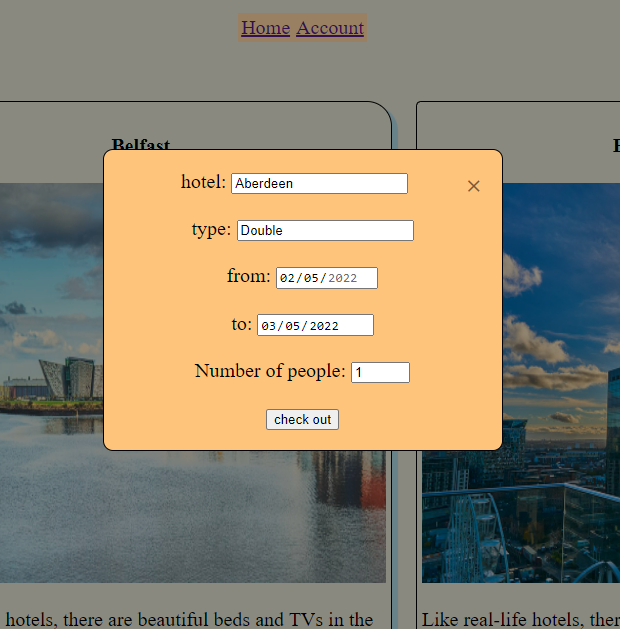 Home Account
Belfast
hotel: Aberdeen
×
type: Double
from: 02/05/2022
to: 03/05/2022
Number of people: 1
check out
hotels, there are beautiful beds and TVs in the
Like real-life hotels, ther